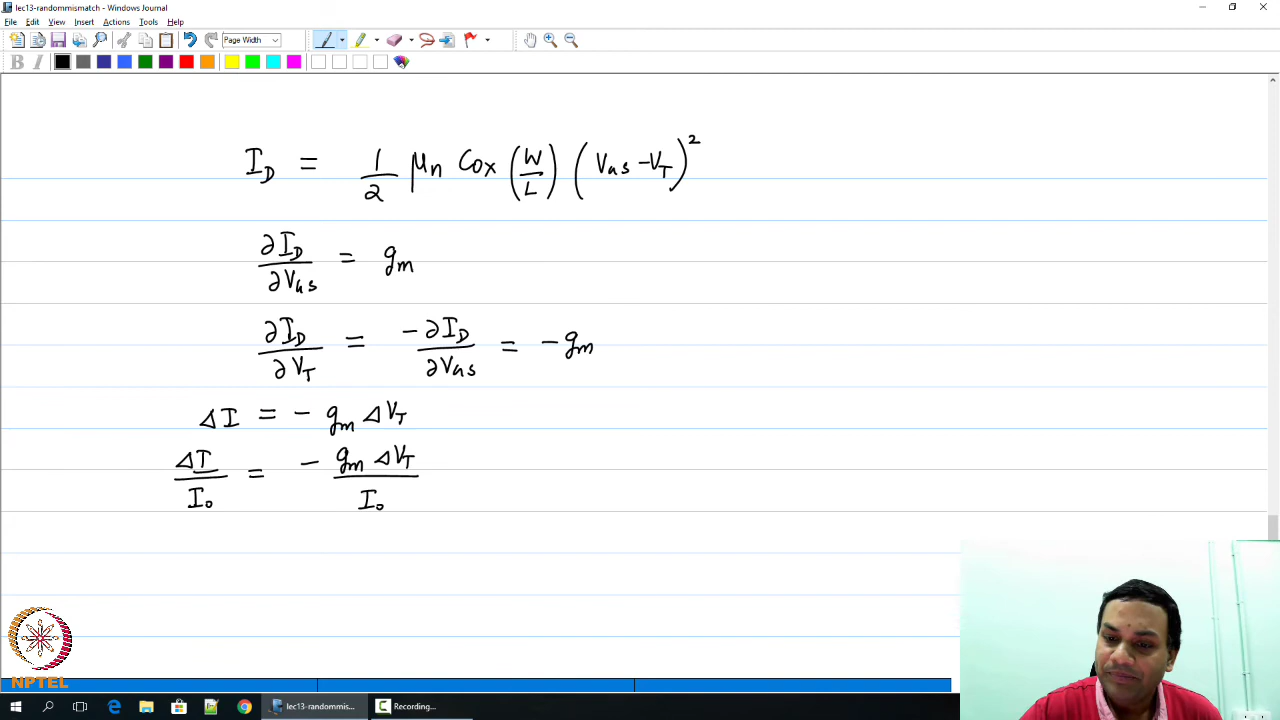 lec13-randommismatch - Windows Journal
File Edit View Insert Actions Tools Help
Page Width
B I
I_D = 1/2 μn Cox (W/L) (V_GS - V_T)^2
∂I_D/∂V_GS = g_m
∂I_D/∂V_T = -∂I_D/∂V_GS = - g_m
ΔI = - g_m ΔV_T
ΔI/I_0 = - g_m ΔV_T/I_0
NPTEL
lec13-randommis...
Recording...